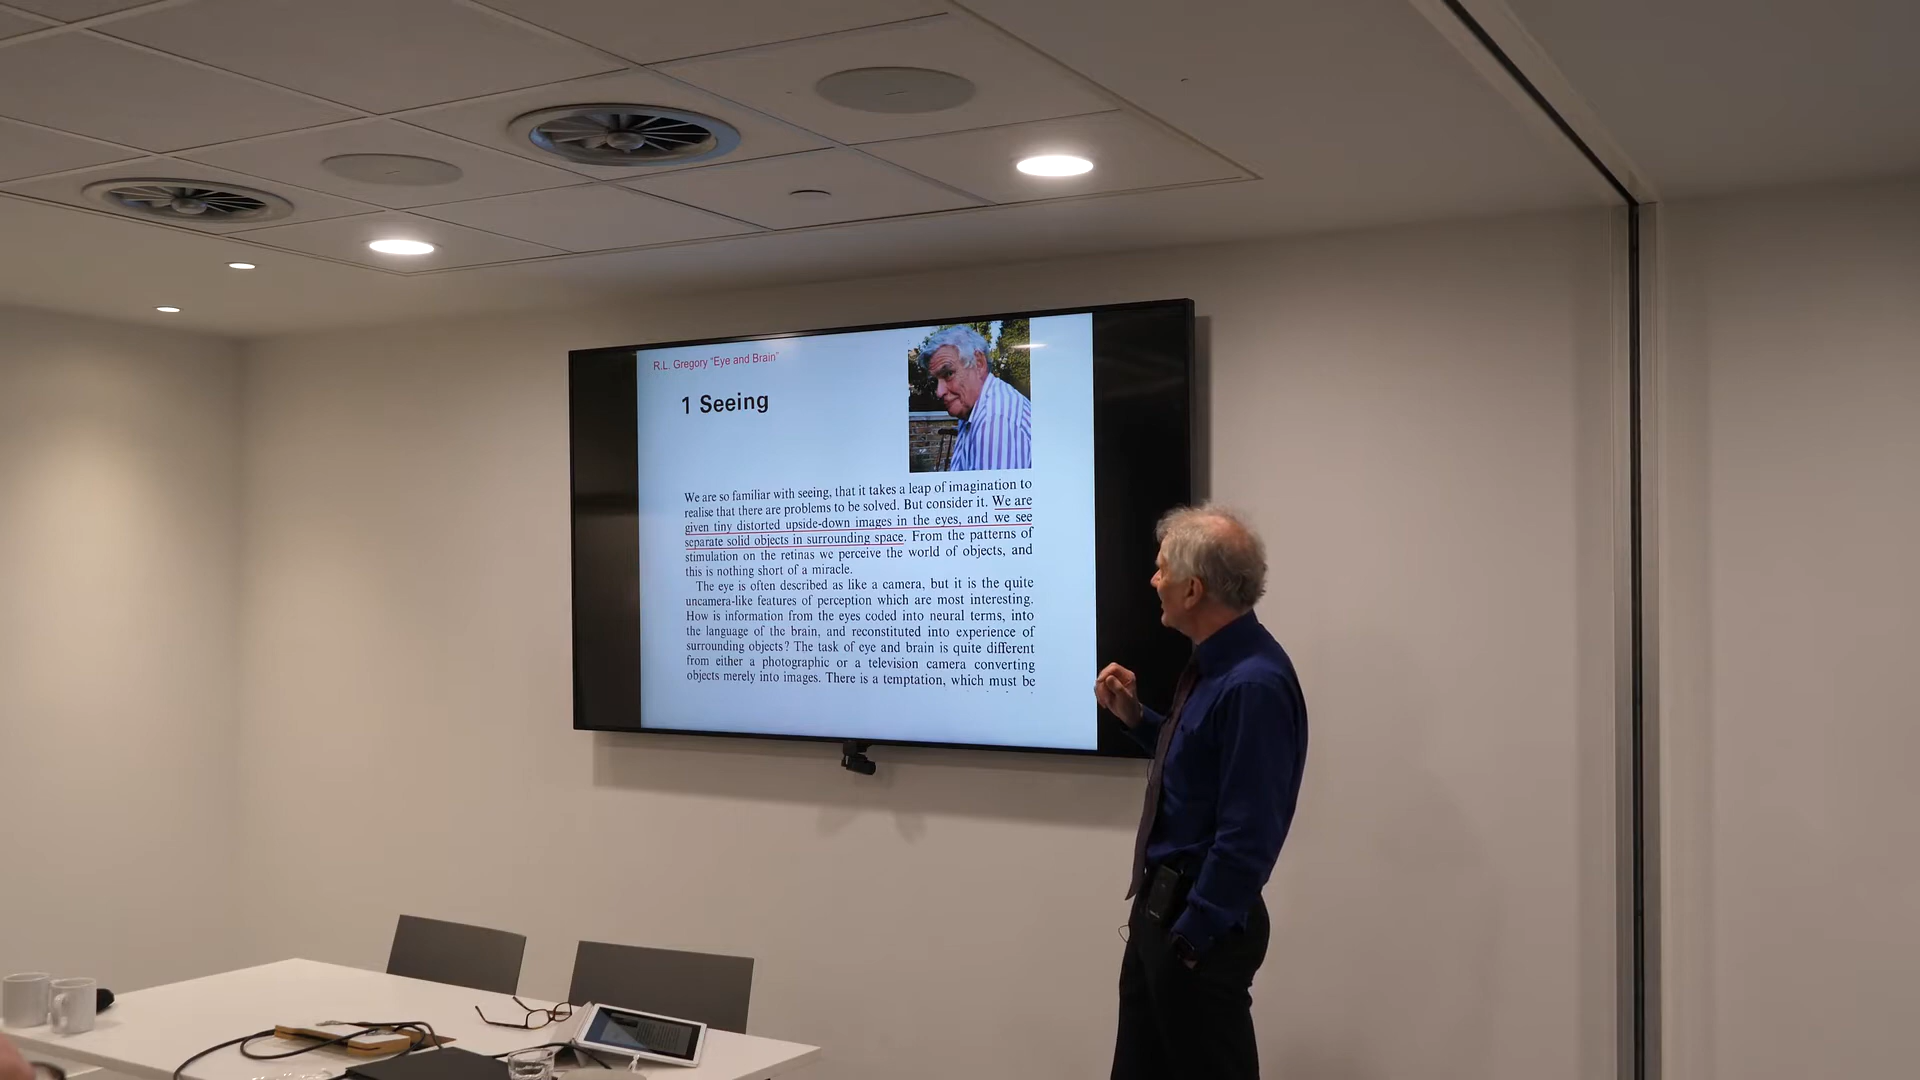 R.L. Gregory "Eye and Brain"
1 Seeing
We are so familiar with seeing, that it takes a leap of imagination to
realise that there are problems to be solved. But consider it. We are
given tiny distorted upside-down images in the eyes, and we see
separate solid objects in surrounding space. From the patterns of
stimulation on the retinas we perceive the world of objects, and
this is nothing short of a miracle.
The eye is often described as like a camera, but it is the quite
uncamera-like features of perception which are most interesting.
How is information from the eyes coded into neural terms, into
the language of the brain, and reconstituted into experience of
surrounding objects? The task of eye and brain is quite different
from either a photographic or a television camera converting
objects merely into images. There is a temptation, which must be